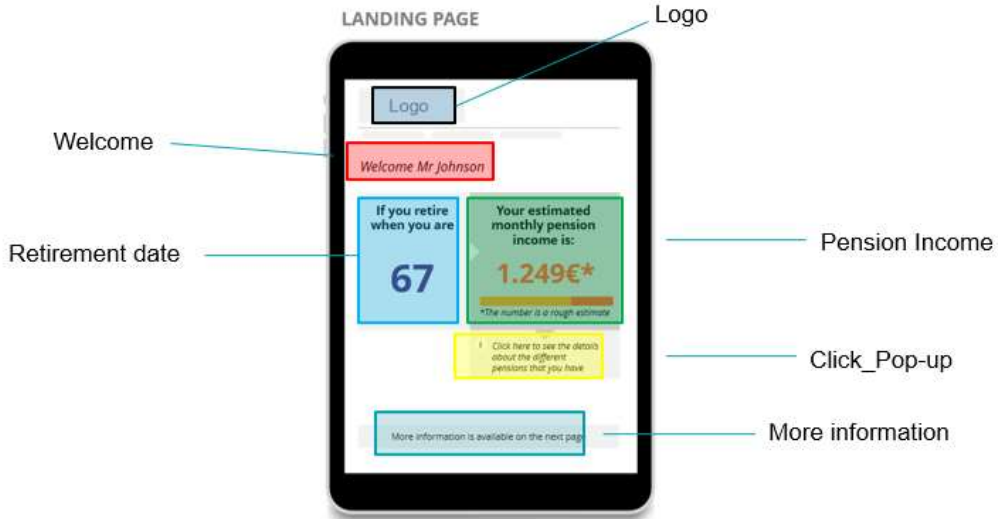 LANDING PAGE
Logo
Logo
Welcome
Welcome Mr Johnson
If you retire
when you are
67
Retirement date
Your estimated
monthly pension
income is:
1.249€*
*The number is a rough estimate
Pension Income
! Click here to see the details
about the different
pensions that you have
Click_Pop-up
More information is available on the next page
More information